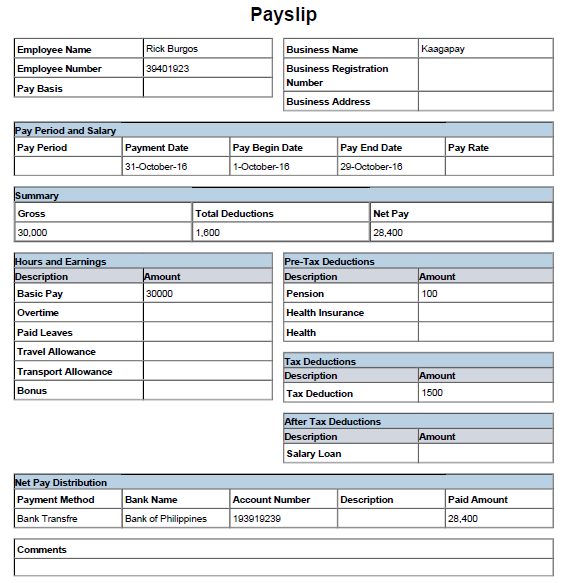 Payslip
Employee Name Rick Burgos
Employee Number 39401923
Pay Basis
Business Name Kaagapay
Business Registration
Number
Business Address
Pay Period and Salary
Pay Period Payment Date Pay Begin Date Pay End Date Pay Rate
31-October-16 1-October-16 29-October-16
Summary
Gross Total Deductions Net Pay
30,000 1,600 28,400
Hours and Earnings
Description Amount
Basic Pay 30000
Overtime
Paid Leaves
Travel Allowance
Transport Allowance
Bonus
Pre-Tax Deductions
Description Amount
Pension 100
Health Insurance
Health
Tax Deductions
Description Amount
Tax Deduction 1500
After Tax Deductions
Description Amount
Salary Loan
Net Pay Distribution
Payment Method Bank Name Account Number Description Paid Amount
Bank Transfre Bank of Philippines 193919239 28,400
Comments